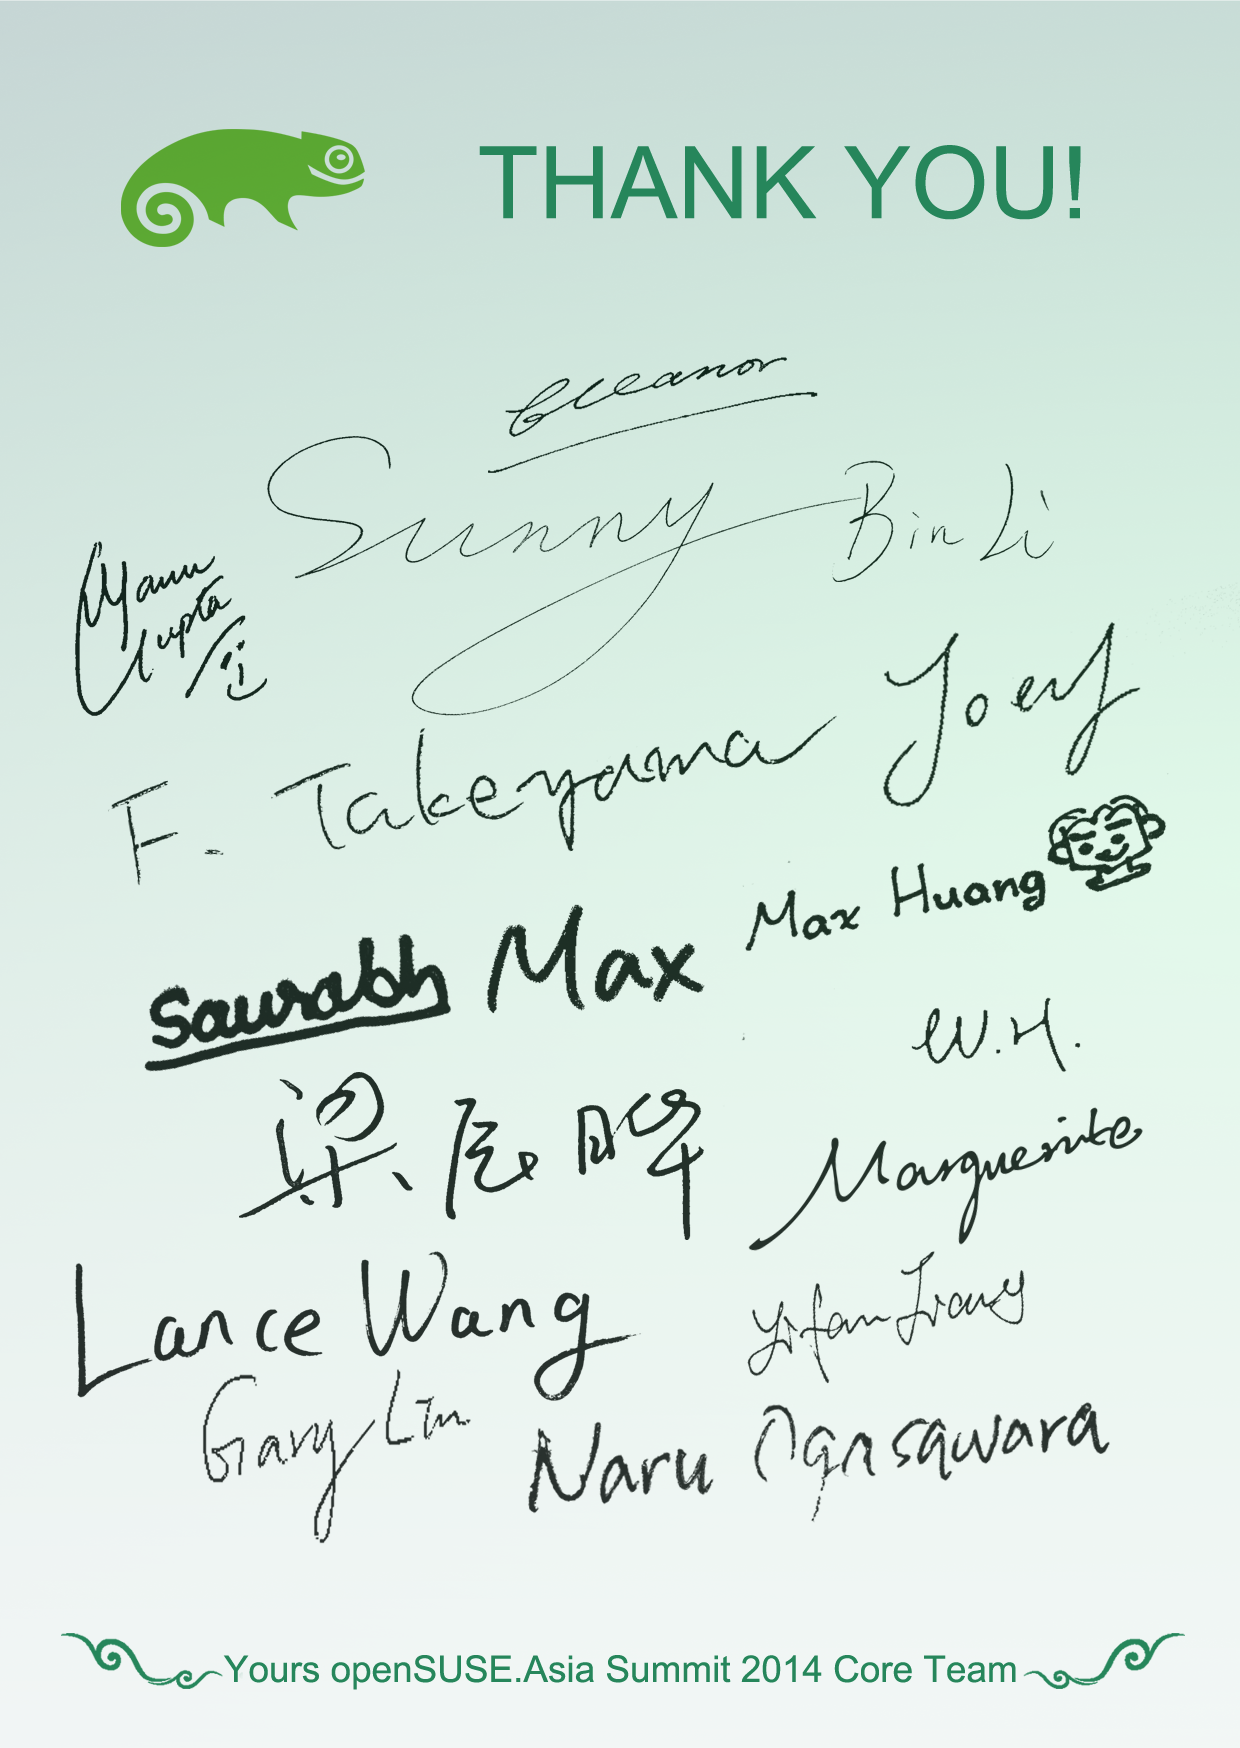 THANK YOU!
Eleanor
Sunny
Bin Li
Manu
Gupta
Joey
F. Takeyama
Max Huang
Saurabh
Max
W.H.
梁辰晔
Marguerite
Lance Wang
Yifan Jiang
Gary Lin
Naru Ogasawara
Yours openSUSE.Asia Summit 2014 Core Team